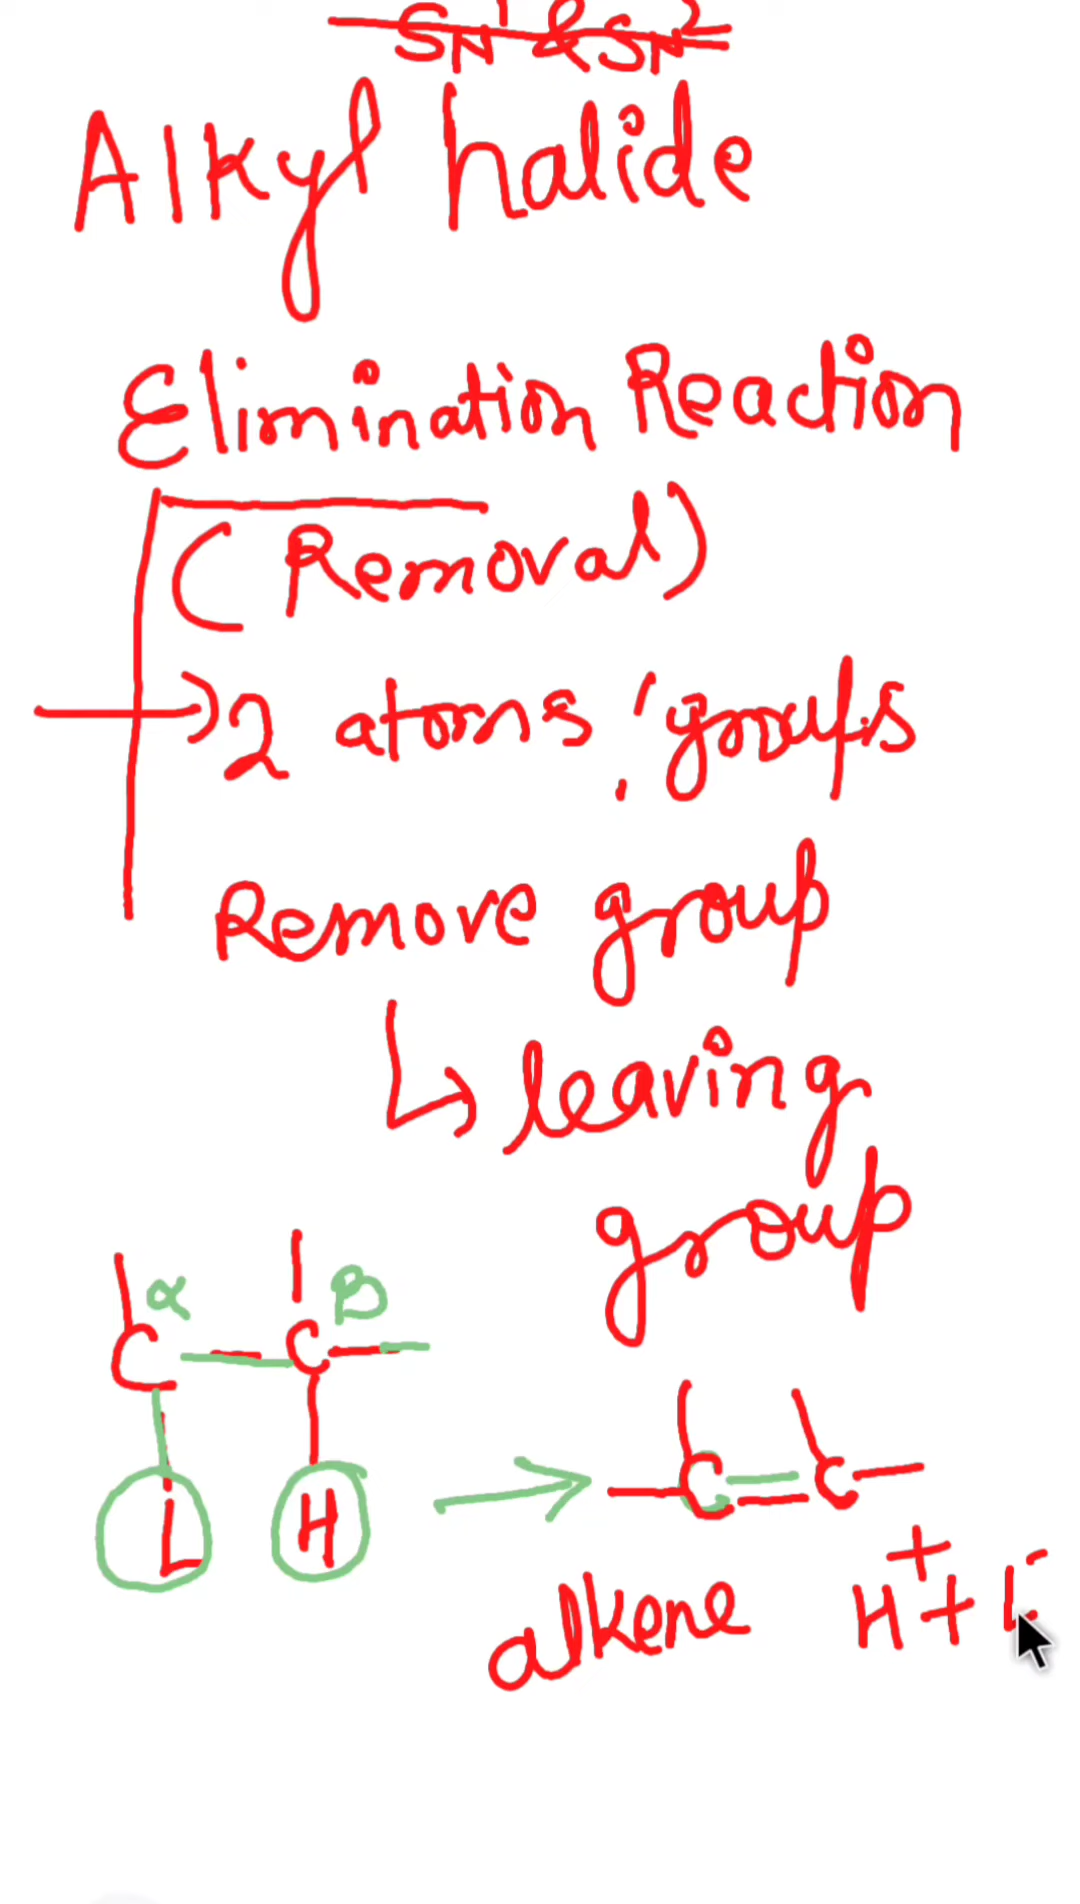 SN¹ & SN²
Alkyl halide
Elimination Reaction
(Removal)
→ 2 atoms / groups
Remove group
↳ leaving
group
α β
C — C —
L H → — C = C —
alkene H⁺ + L⁻